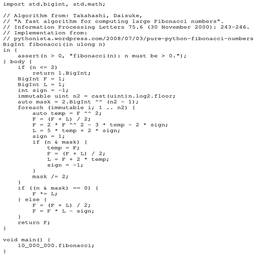 import std.bigint, std.math;
// Algorithm from: Takahashi, Daisuke,
// "A fast algorithm for computing large Fibonacci numbers".
// Information Processing Letters 75.6 (30 November 2000): 243-246.
// Implementation from:
// pythonista.wordpress.com/2008/07/03/pure-python-fibonacci-numbers
BigInt fibonacci(in ulong n)
in {
assert(n > 0, "fibonacci(n): n must be > 0.");
} body {
if (n <= 2)
return 1.BigInt;
BigInt F = 1;
BigInt L = 1;
int sign = -1;
immutable uint n2 = cast(uint)n.log2.floor;
auto mask = 2.BigInt ^^ (n2 - 1);
foreach (immutable i; 1 .. n2) {
auto temp = F ^^ 2;
F = (F + L) / 2;
F = 2 * F ^^ 2 - 3 * temp - 2 * sign;
L = 5 * temp + 2 * sign;
sign = 1;
if (n & mask) {
temp = F;
F = (F + L) / 2;
L = F + 2 * temp;
sign = -1;
}
mask /= 2;
}
if ((n & mask) == 0) {
F *= L;
} else {
F = (F + L) / 2;
F = F * L - sign;
}
return F;
}
void main() {
10_000_000.fibonacci;
}